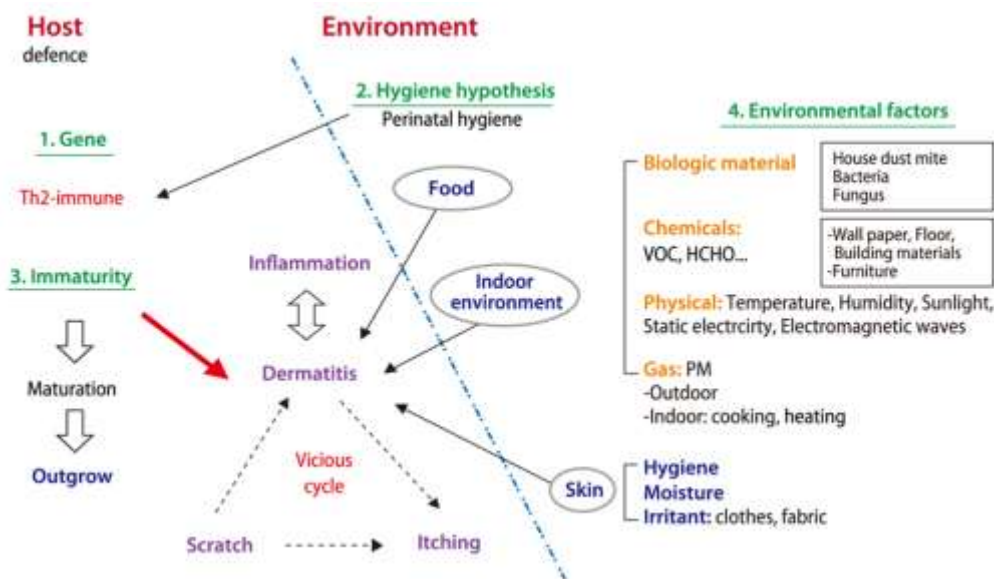 Host
defence
Environment
1. Gene
Th2-immune
2. Hygiene hypothesis
Perinatal hygiene
3. Immaturity
Maturation
Outgrow
Food
Inflammation
Indoor
environment
Dermatitis
Vicious
cycle
Scratch
Itching
Skin
4. Environmental factors
Biologic material
House dust mite
Bacteria
Fungus
Chemicals:
VOC, HCHO...
-Wall paper, Floor,
Building materials
-Furniture
Physical: Temperature, Humidity, Sunlight,
Static electrcirty, Electromagnetic waves
Gas: PM
-Outdoor
-Indoor: cooking, heating
Hygiene
Moisture
Irritant: clothes, fabric